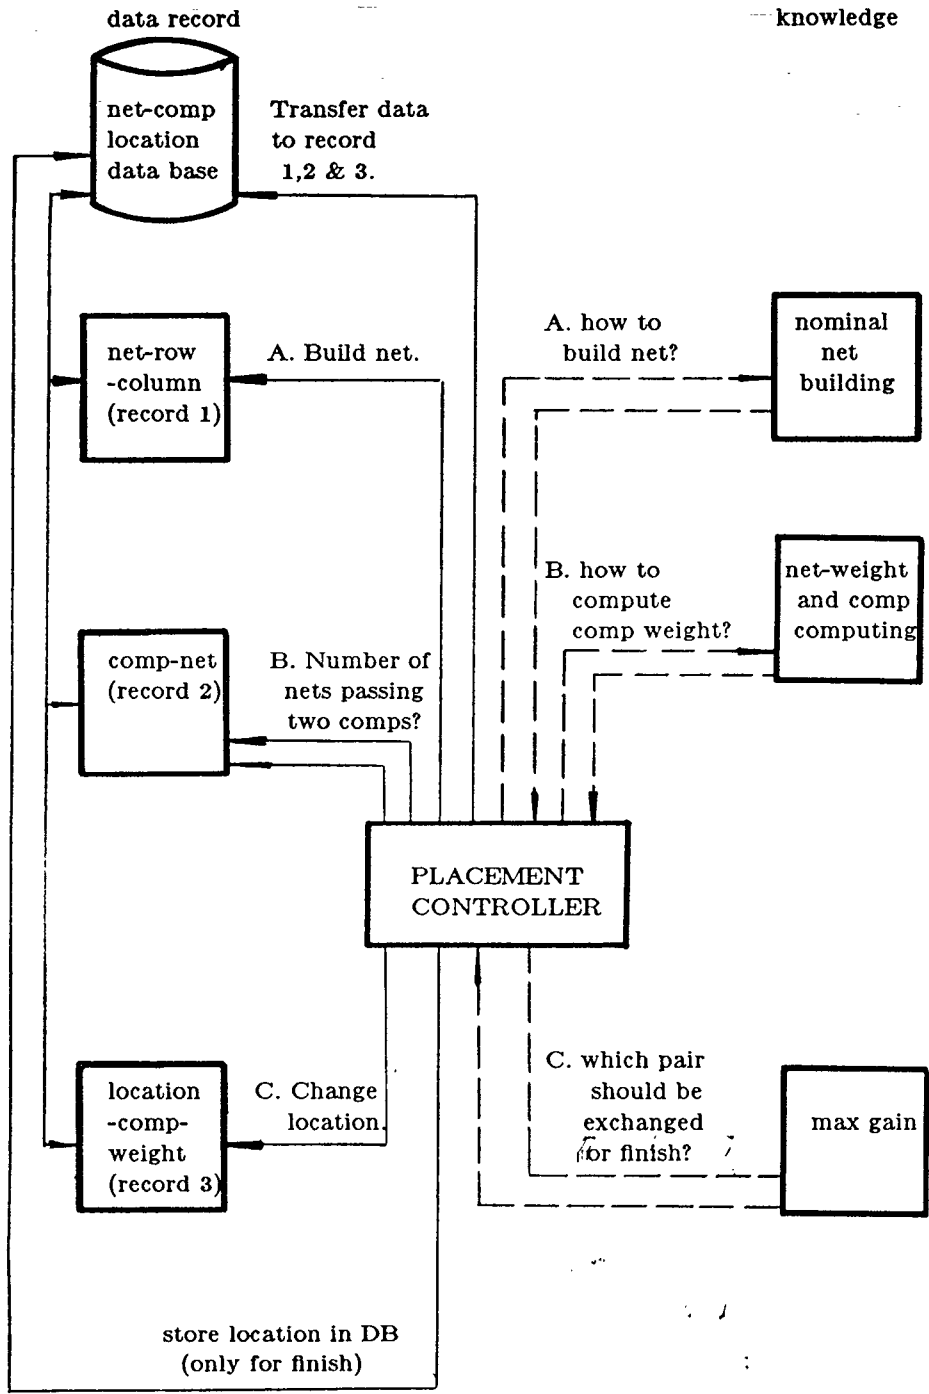 data record
knowledge
net-comp
location
data base
Transfer data
to record
1,2 & 3.
net-row
-column
(record 1)
A. Build net.
A. how to
build net?
nominal
net
building
B. how to
compute
comp weight?
net-weight
and comp
computing
comp-net
(record 2)
B. Number of
nets passing
two comps?
PLACEMENT
CONTROLLER
location
-comp-
weight
(record 3)
C. Change
location.
C. which pair
should be
exchanged
or finish?
max gain
store location in DB
(only for finish)